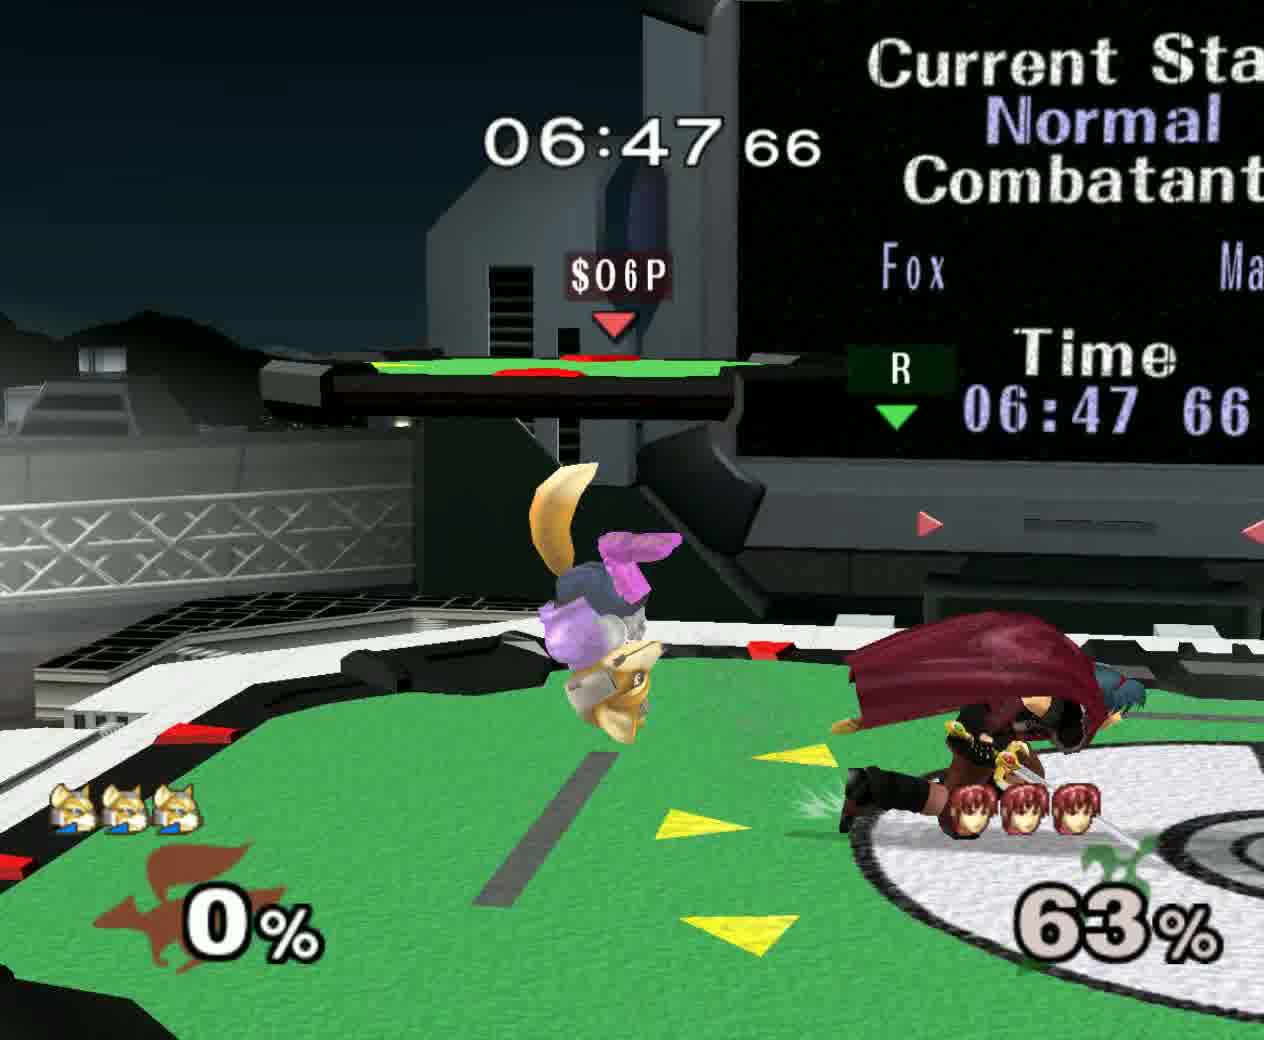 Current Sta
Normal
06:47 66
Combatant
$06P
Fox Ma
Time
R
06:47 66
0%
63%